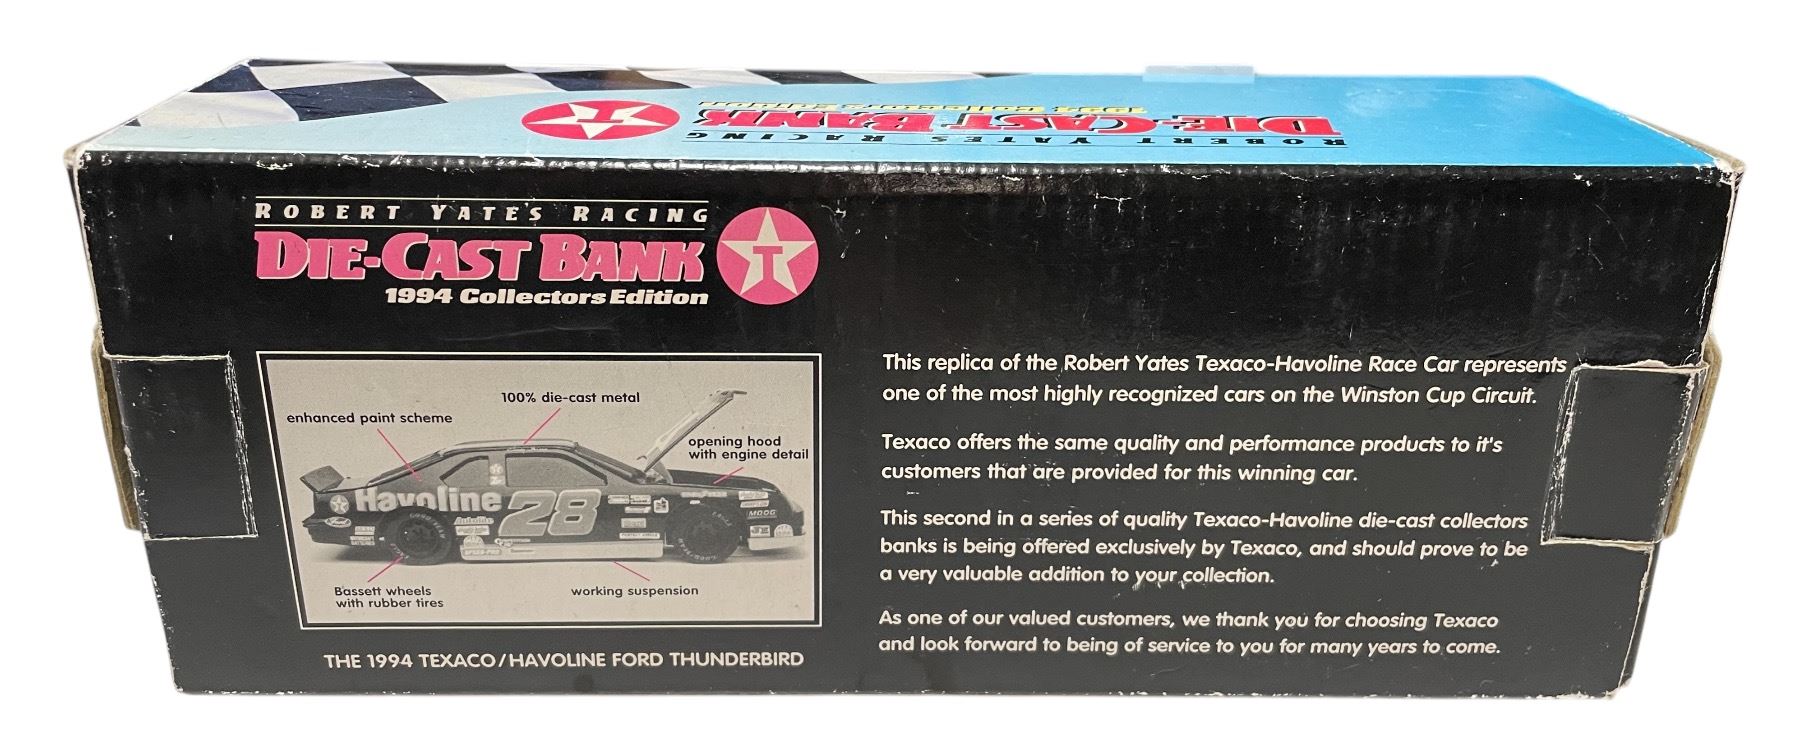 ROBERT YATES RACING
DIE-CAST BANK
1994 Collectors Edition
T
ROBERT YATES RACING
DIE-CAST BANK
1994 Collectors Edition
T
100% die-cast metal
enhanced paint scheme
opening hood
with engine detail
Havoline 28
Ford
Autolite
MOOG
Bassett wheels
with rubber tires
working suspension
THE 1994 TEXACO/HAVOLINE FORD THUNDERBIRD
This replica of the Robert Yates Texaco-Havoline Race Car represents
one of the most highly recognized cars on the Winston Cup Circuit.
Texaco offers the same quality and performance products to it's
customers that are provided for this winning car.
This second in a series of quality Texaco-Havoline die-cast collectors
banks is being offered exclusively by Texaco, and should prove to be
a very valuable addition to your collection.
As one of our valued customers, we thank you for choosing Texaco
and look forward to being of service to you for many years to come.